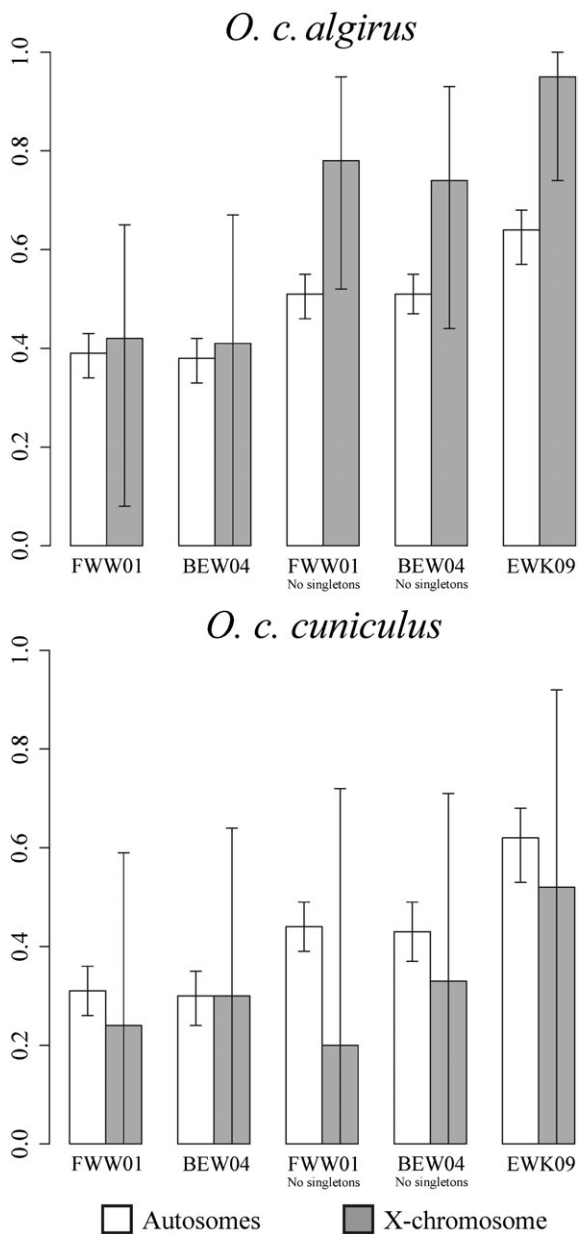 O. c. algirus
1.0
0.8
0.6
0.4
0.2
0.0
FWW01 BEW04 FWW01 BEW04 EWK09
No singletons No singletons
O. c. cuniculus
1.0
0.8
0.6
0.4
0.2
0.0
FWW01 BEW04 FWW01 BEW04 EWK09
No singletons No singletons
Autosomes X-chromosome